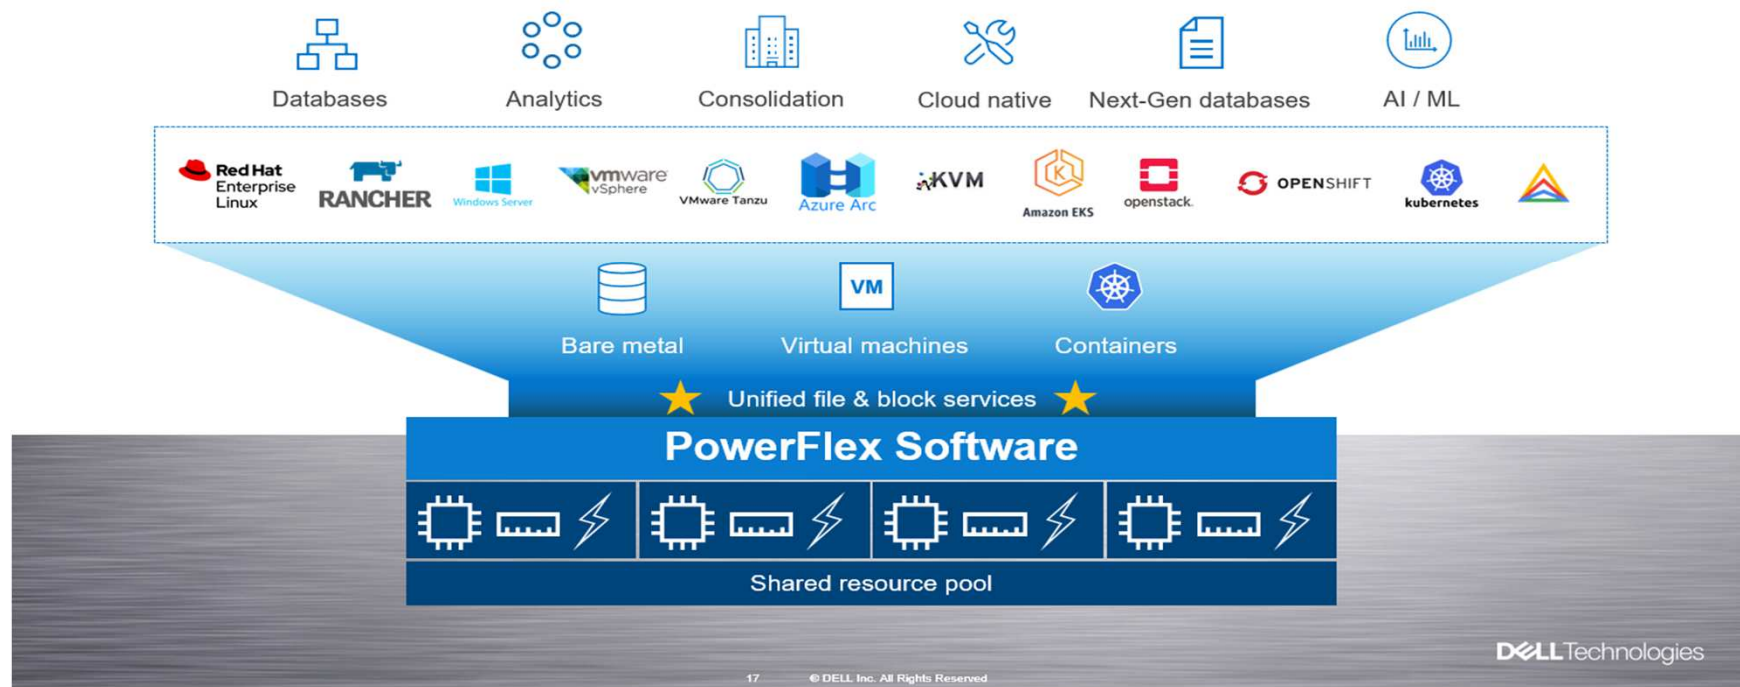 Databases
Analytics
Consolidation
Cloud native
Next-Gen databases
AI / ML
Red Hat
Enterprise
Linux
RANCHER
Windows Server
vmware
vSphere
VMware Tanzu
Azure Arc
KVM
K
Amazon EKS
openstack.
OPENSHIFT
kubernetes
VM
Bare metal
Virtual machines
Containers
Unified file & block services
PowerFlex Software
Shared resource pool
DELLTechnologies
17 © DELL Inc. All Rights Reserved